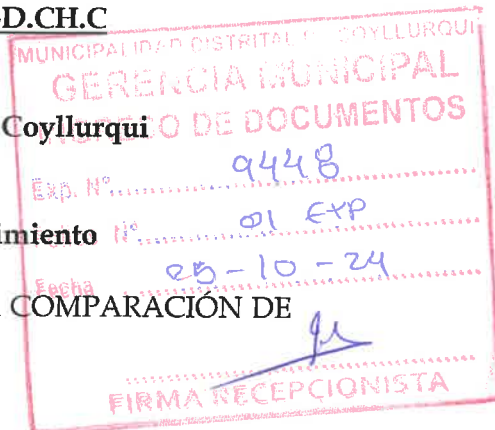 D.CH.C
MUNICIPALIDAD DISTRITAL COYLLURQUI
GERENCIA MUNICIPAL
Coyllurqui
INGRESO DE DOCUMENTOS
Exp. N° 9448
imiento
N° 01 EXP
Fecha 25-10-24
COMPARACIÓN DE
FIRMA RECEPCIONISTA